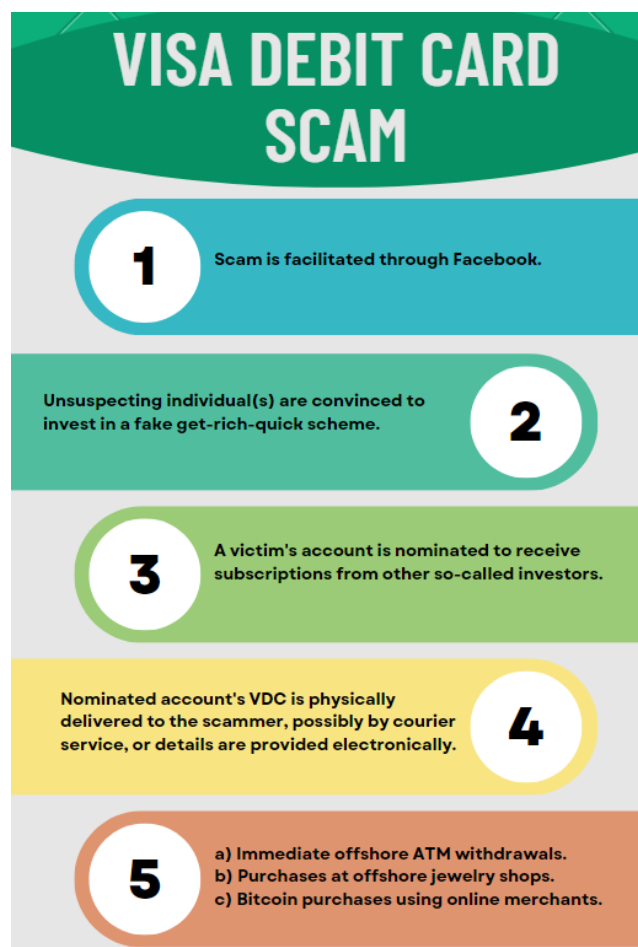 VISA DEBIT CARD
SCAM
1
Scam is facilitated through Facebook.
Unsuspecting individual(s) are convinced to
invest in a fake get-rich-quick scheme.
2
3
A victim's account is nominated to receive
subscriptions from other so-called investors.
Nominated account's VDC is physically
delivered to the scammer, possibly by courier
service, or details are provided electronically.
4
5
a) Immediate offshore ATM withdrawals.
b) Purchases at offshore jewelry shops.
c) Bitcoin purchases using online merchants.